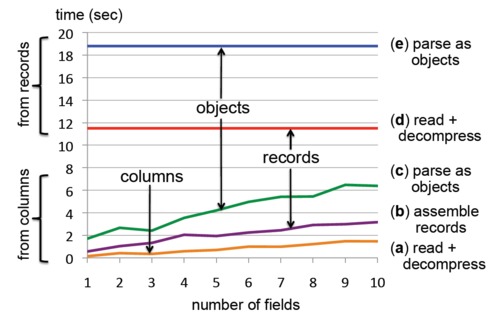 time (sec)
20
18
16
14
12
10
8
6
4
2
0
from records
from columns
objects
records
columns
(e) parse as
objects
(d) read +
decompress
(c) parse as
objects
(b) assemble
records
(a) read +
decompress
1 2 3 4 5 6 7 8 9 10
number of fields